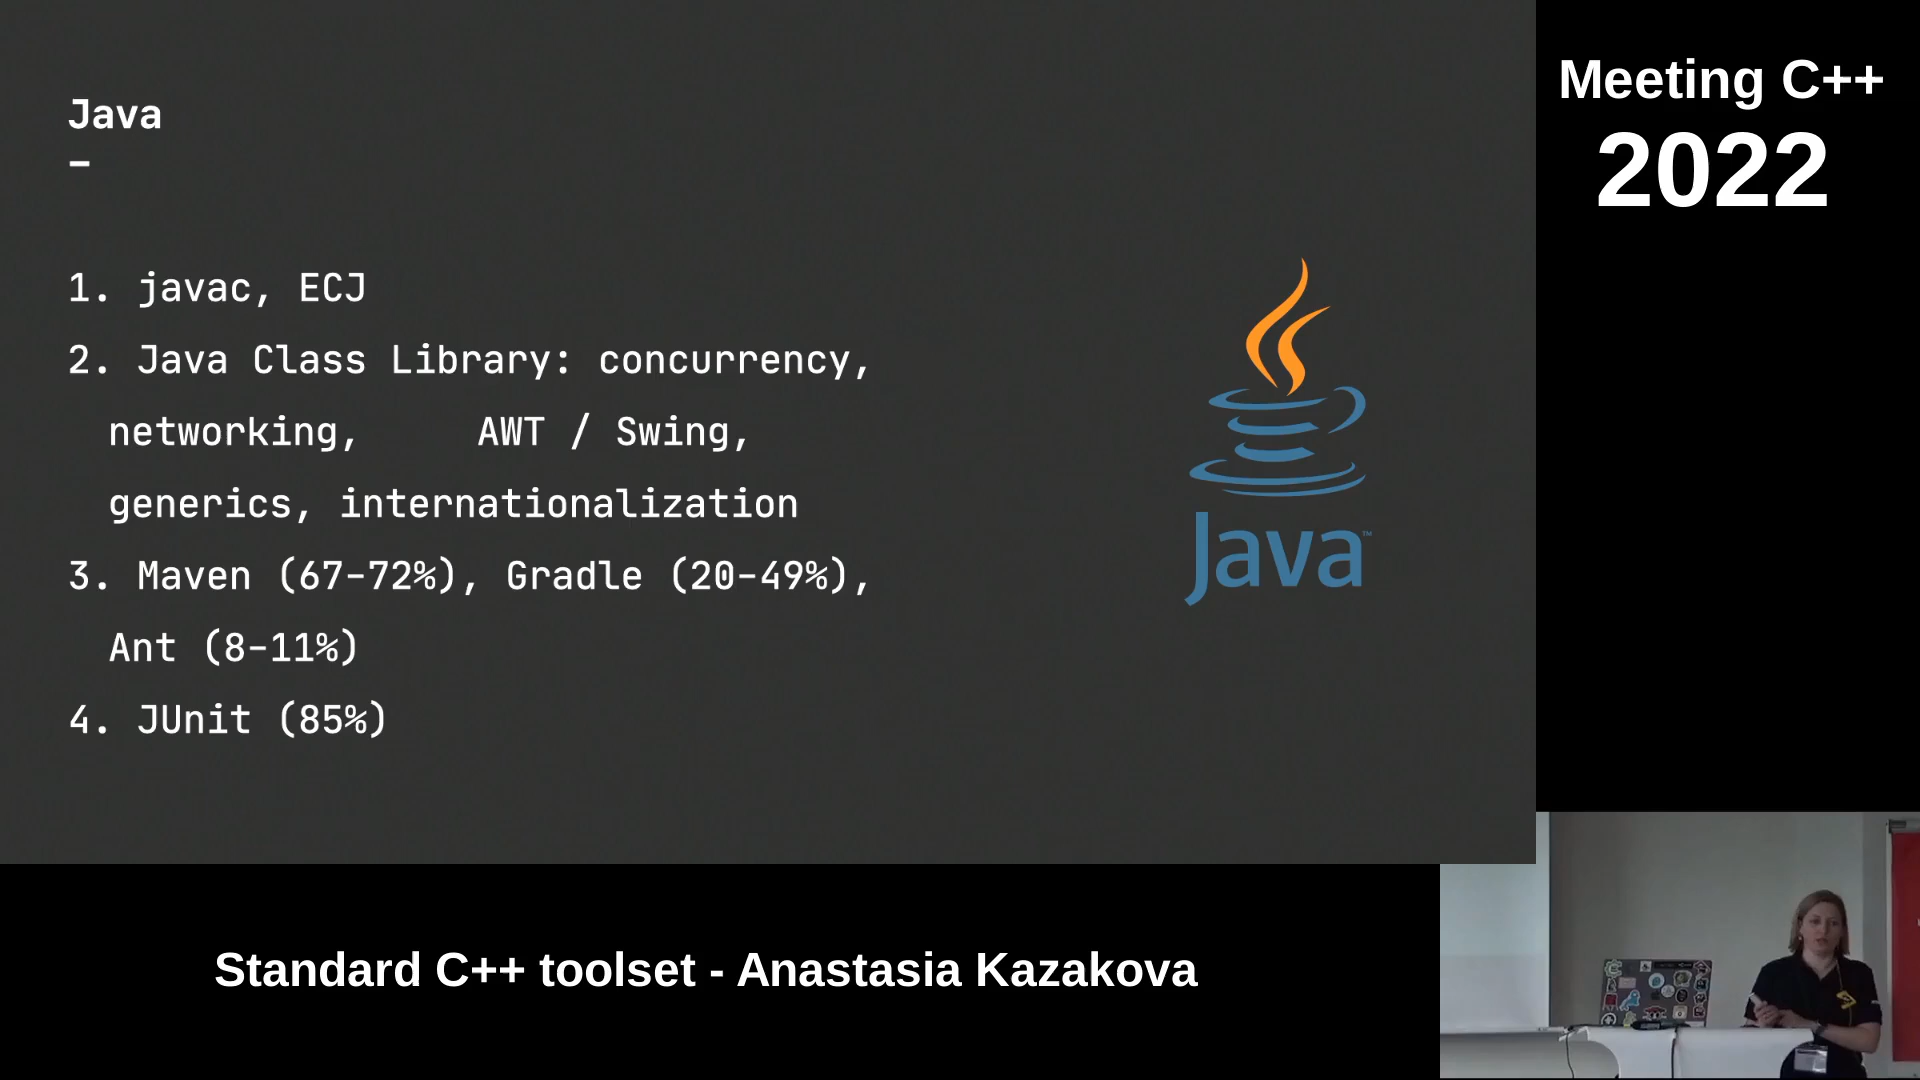 Java
–
1. javac, ECJ
2. Java Class Library: concurrency,
networking, AWT / Swing,
generics, internationalization
3. Maven (67–72%), Gradle (20–49%),
Ant (8–11%)
4. JUnit (85%)
Java™
Meeting C++
2022
Standard C++ toolset - Anastasia Kazakova